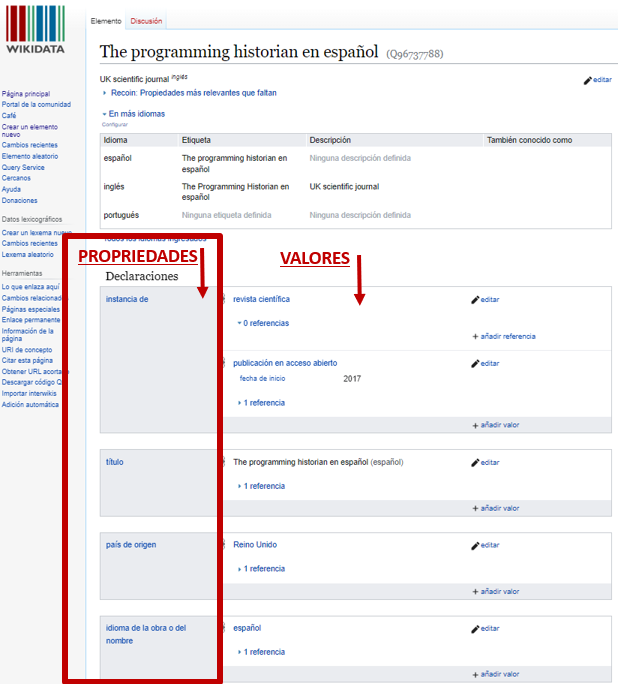 WIKIDATA
Página principal
Portal de la comunidad
Café
Crear un elemento
nuevo
Cambios recientes
Elemento aleatorio
Query Service
Cercanos
Ayuda
Donaciones
Datos lexicográficos
Crear un lexema nuevo
Cambios recientes
Lexema aleatorio
Herramientas
Lo que enlaza aquí
Cambios relacionad
Páginas especiales
Enlace permanente
Información de la
página
URI de concepto
Citar esta página
Obtener URL acorta
Descargar código Q
Importar interwikis
Adición automática
Elemento Discusión
The programming historian en español (Q96737788)
UK scientific journal inglés
editar
Recoin: Propiedades más relevantes que faltan
En más idiomas
Configurar
Idioma Etiqueta Descripción También conocido como
español The programming historian en
español Ninguna descripción definida
inglés The Programming Historian en
español UK scientific journal
portugués Ninguna etiqueta definida Ninguna descripción definida
Todos los idiomas ingresados
PROPRIEDADES VALORES
Declaraciones
instancia de revista científica editar
0 referencias
+ añadir referencia
publicación en acceso abierto editar
fecha de inicio 2017
1 referencia
+ añadir valor
título The programming historian en español (español) editar
1 referencia
+ añadir valor
país de origen Reino Unido editar
1 referencia
+ añadir valor
idioma de la obra o del
nombre español editar
1 referencia
+ añadir valor